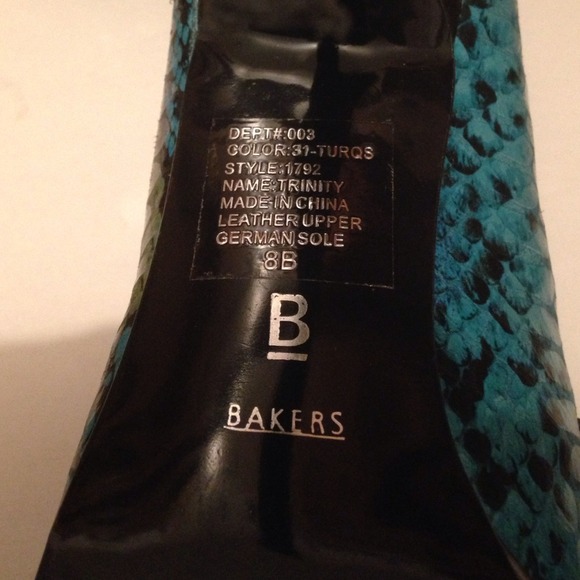 DEPT#:003
COLOR:31-TURQS
STYLE:1792
NAME:TRINITY
MADE IN CHINA
LEATHER UPPER
GERMAN SOLE
8B
B
BAKERS